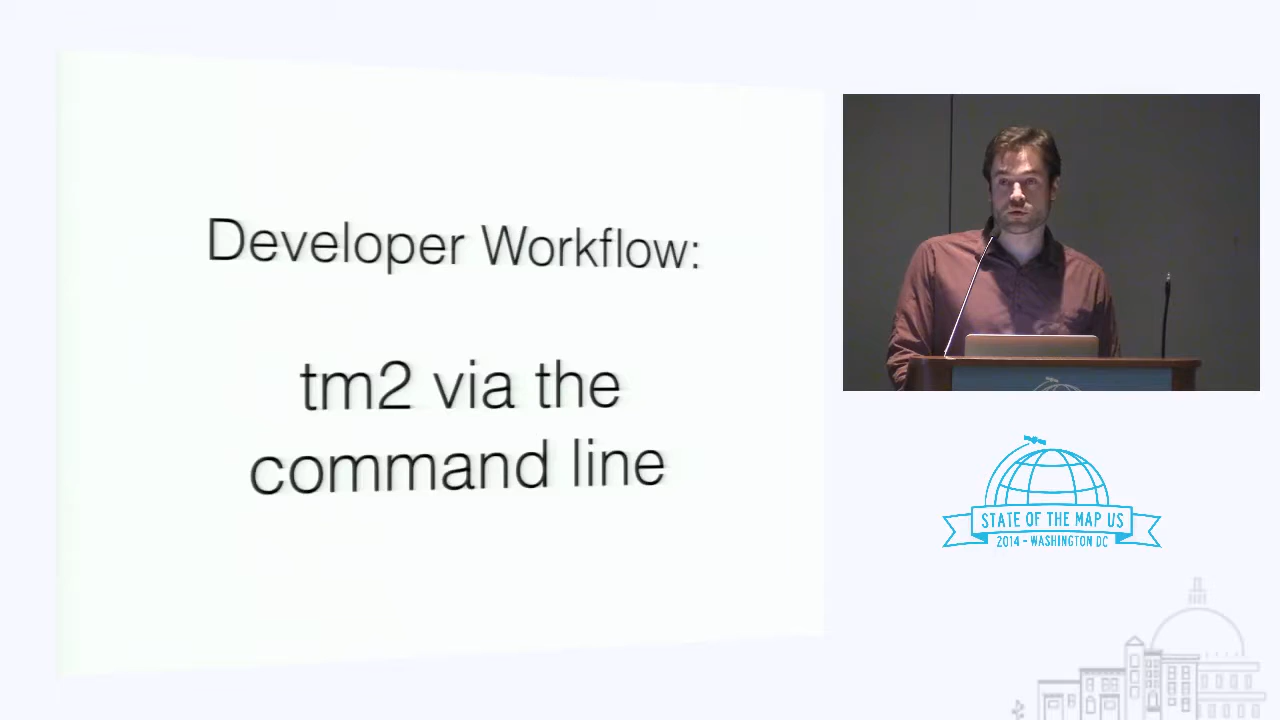 Developer Workflow:
tm2 via the
command line
STATE OF THE MAP US
2014 - WASHINGTON DC